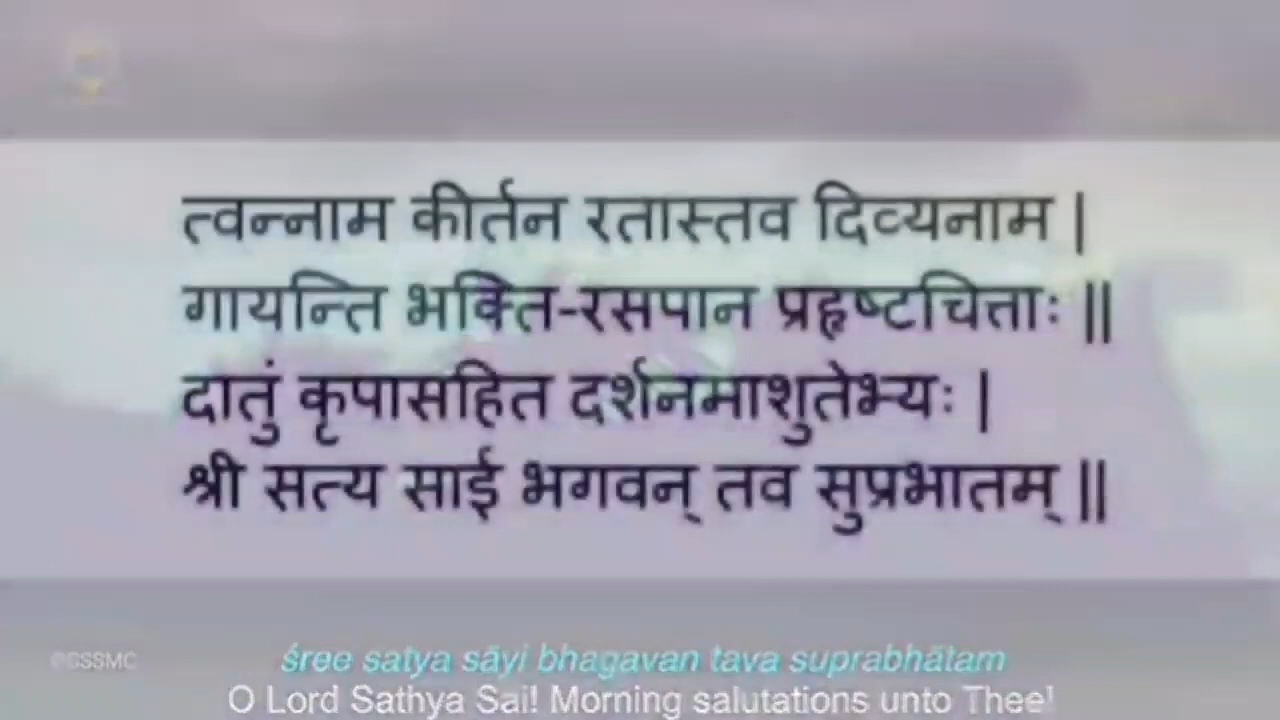 त्वन्नाम कीर्तन रतास्तव दिव्यनाम |
गायन्ति भक्ति-रसपान प्रहृष्टचित्ताः ||
दातुं कृपासहित दर्शनमाशुतेभ्यः |
श्री सत्य साई भगवन् तव सुप्रभातम् ||
©CSSMC
śree satya sāyi bhagavan tava suprabhātam
O Lord Sathya Sai! Morning salutations unto Thee!